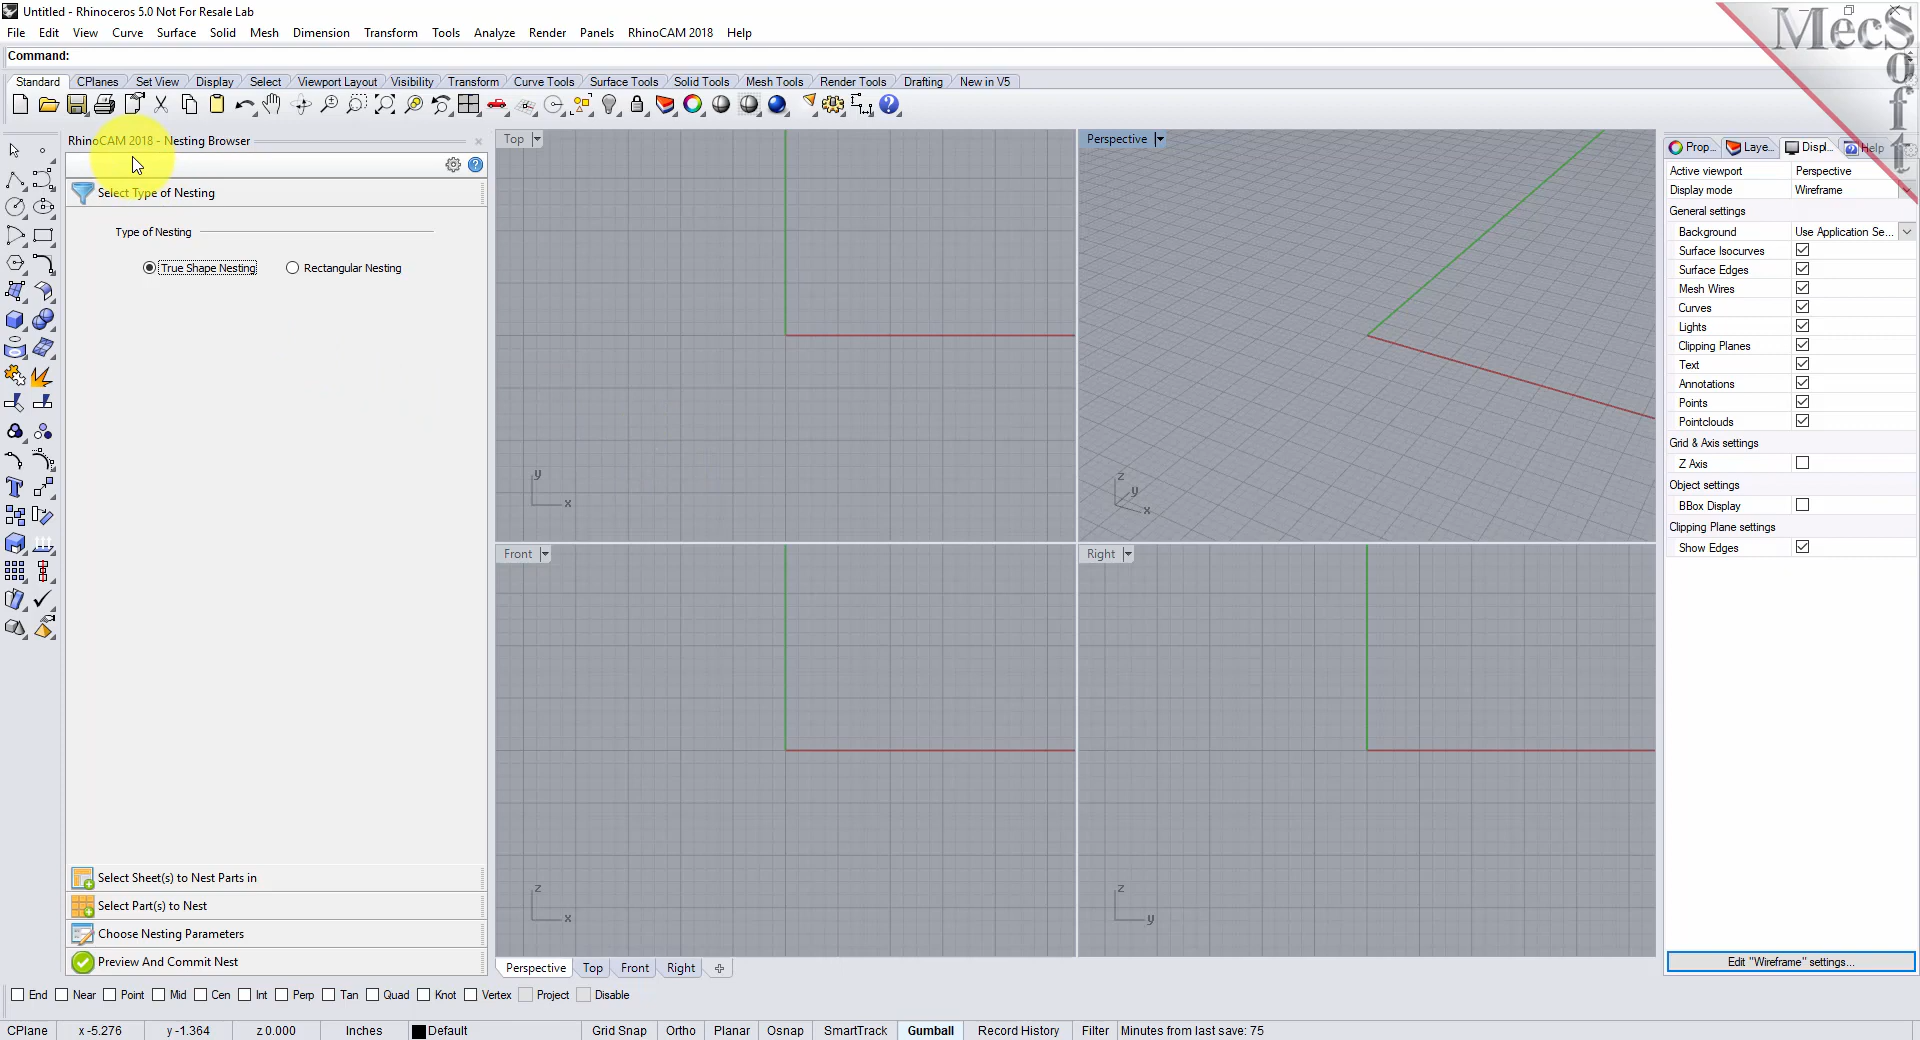 Untitled - Rhinoceros 5.0 Not For Resale Lab
File Edit View Curve Surface Solid Mesh Dimension Transform Tools Analyze Render Panels RhinoCAM 2018 Help
Command:
Standard CPlanes Set View Display Select Viewport Layout Visibility Transform Curve Tools Surface Tools Solid Tools Mesh Tools Render Tools Drafting New in V5
MecSoft
RhinoCAM 2018 - Nesting Browser
Select Type of Nesting
Type of Nesting
True Shape Nesting Rectangular Nesting
Select Sheet(s) to Nest Parts in
Select Part(s) to Nest
Choose Nesting Parameters
Preview And Commit Nest
Top
y
x
Perspective
z
y
x
Front
z
x
Right
z
y
Perspective Top Front Right
Prop... Laye... Displ... Help
Active viewport Perspective
Display mode Wireframe
General settings
Background Use Application Se...
Surface Isocurves
Surface Edges
Mesh Wires
Curves
Lights
Clipping Planes
Text
Annotations
Points
Pointclouds
Grid & Axis settings
Z Axis
Object settings
BBox Display
Clipping Plane settings
Show Edges
Edit "Wireframe" settings...
End Near Point Mid Cen Int Perp Tan Quad Knot Vertex Project Disable
CPlane x -5.276 y -1.364 z 0.000 Inches Default Grid Snap Ortho Planar Osnap SmartTrack Gumball Record History Filter Minutes from last save: 75